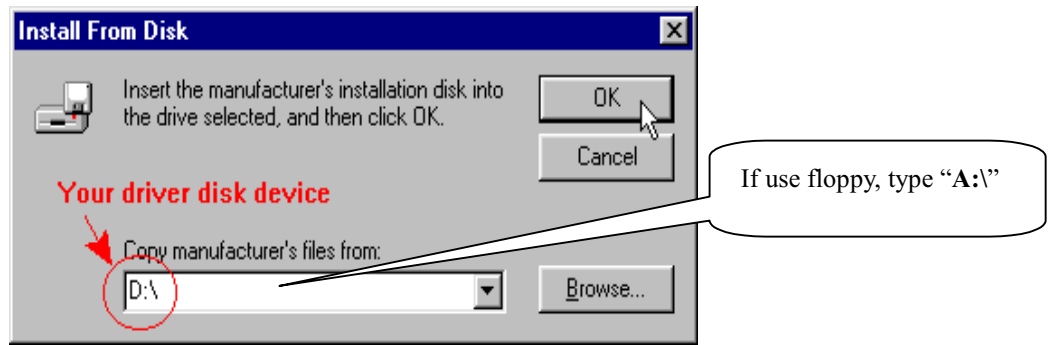 Install From Disk
Insert the manufacturer's installation disk into
the drive selected, and then click OK.
OK
Cancel
If use floppy, type “A:\”
Your driver disk device
Copy manufacturer's files from:
D:\
Browse...